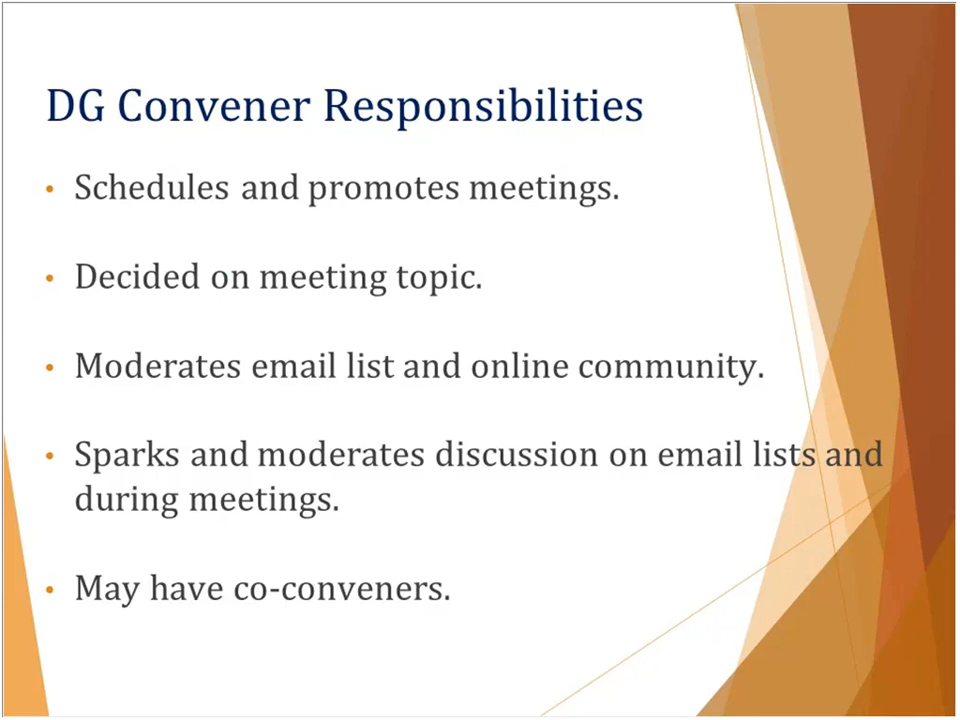 DG Convener Responsibilities
• Schedules and promotes meetings.
• Decided on meeting topic.
• Moderates email list and online community.
• Sparks and moderates discussion on email lists and
during meetings.
• May have co-conveners.